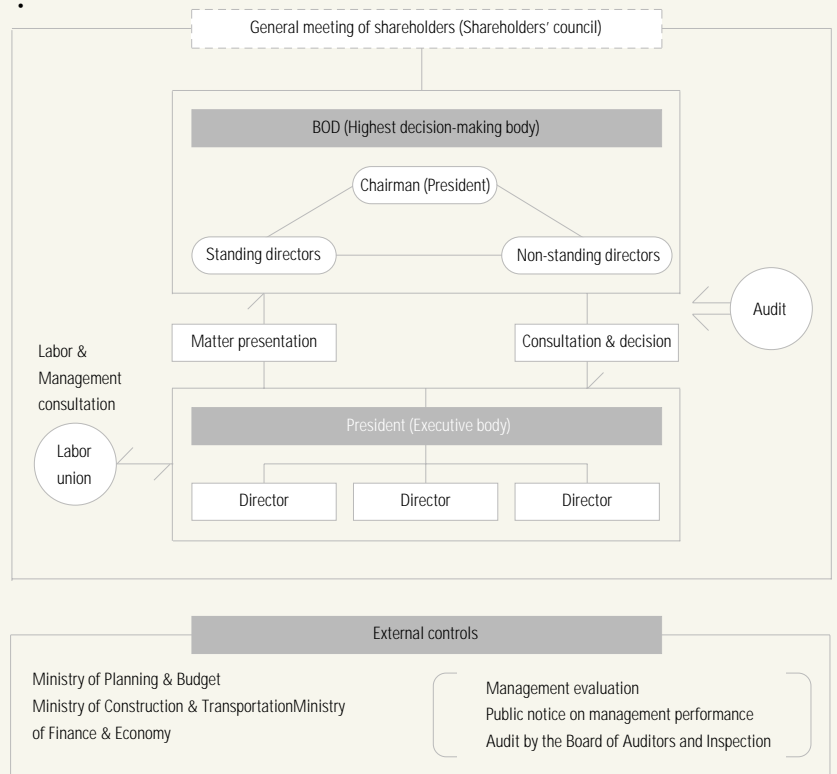 General meeting of shareholders (Shareholders' council)
BOD (Highest decision-making body)
Chairman (President)
Standing directors
Non-standing directors
Audit
Matter presentation
Consultation & decision
Labor &
Management
consultation
Labor
union
President (Executive body)
Director
Director
Director
External controls
Ministry of Planning & Budget
Ministry of Construction & TransportationMinistry
of Finance & Economy
Management evaluation
Public notice on management performance
Audit by the Board of Auditors and Inspection